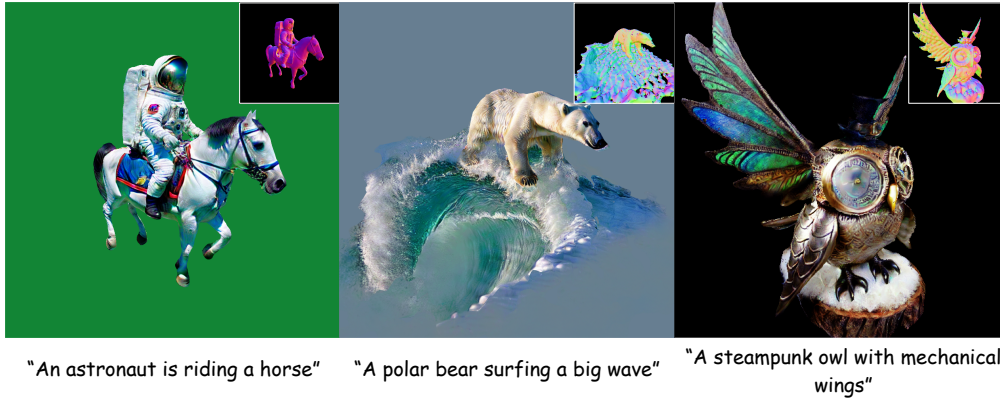 “An astronaut is riding a horse”
“A polar bear surfing a big wave”
“A steampunk owl with mechanical
wings”